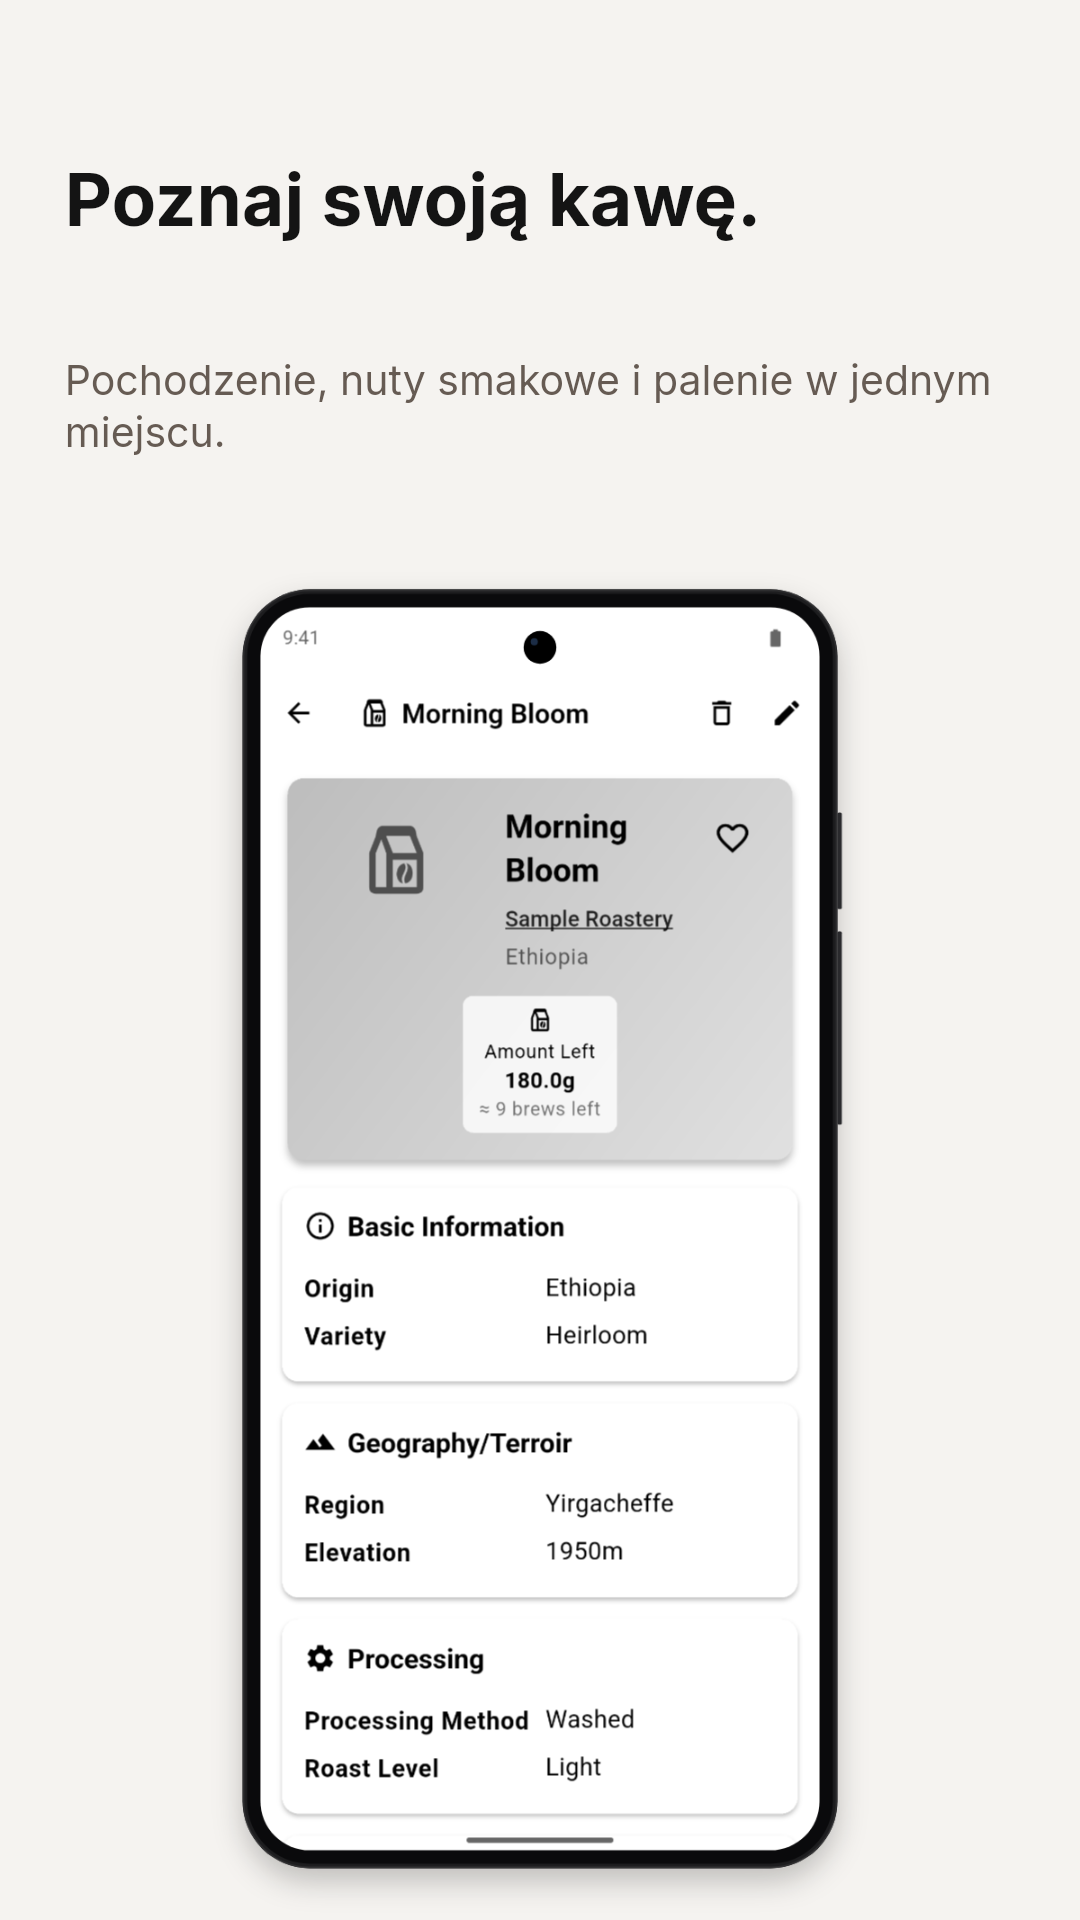 Poznaj swoją kawę.
Pochodzenie, nuty smakowe i palenie w jednym
miejscu.
9:41
Morning Bloom
Morning
Bloom
Sample Roastery
Ethiopia
Amount Left
180.0g
≈ 9 brews left
Basic Information
Origin Ethiopia
Variety Heirloom
Geography/Terroir
Region Yirgacheffe
Elevation 1950m
Processing
Processing Method Washed
Roast Level Light